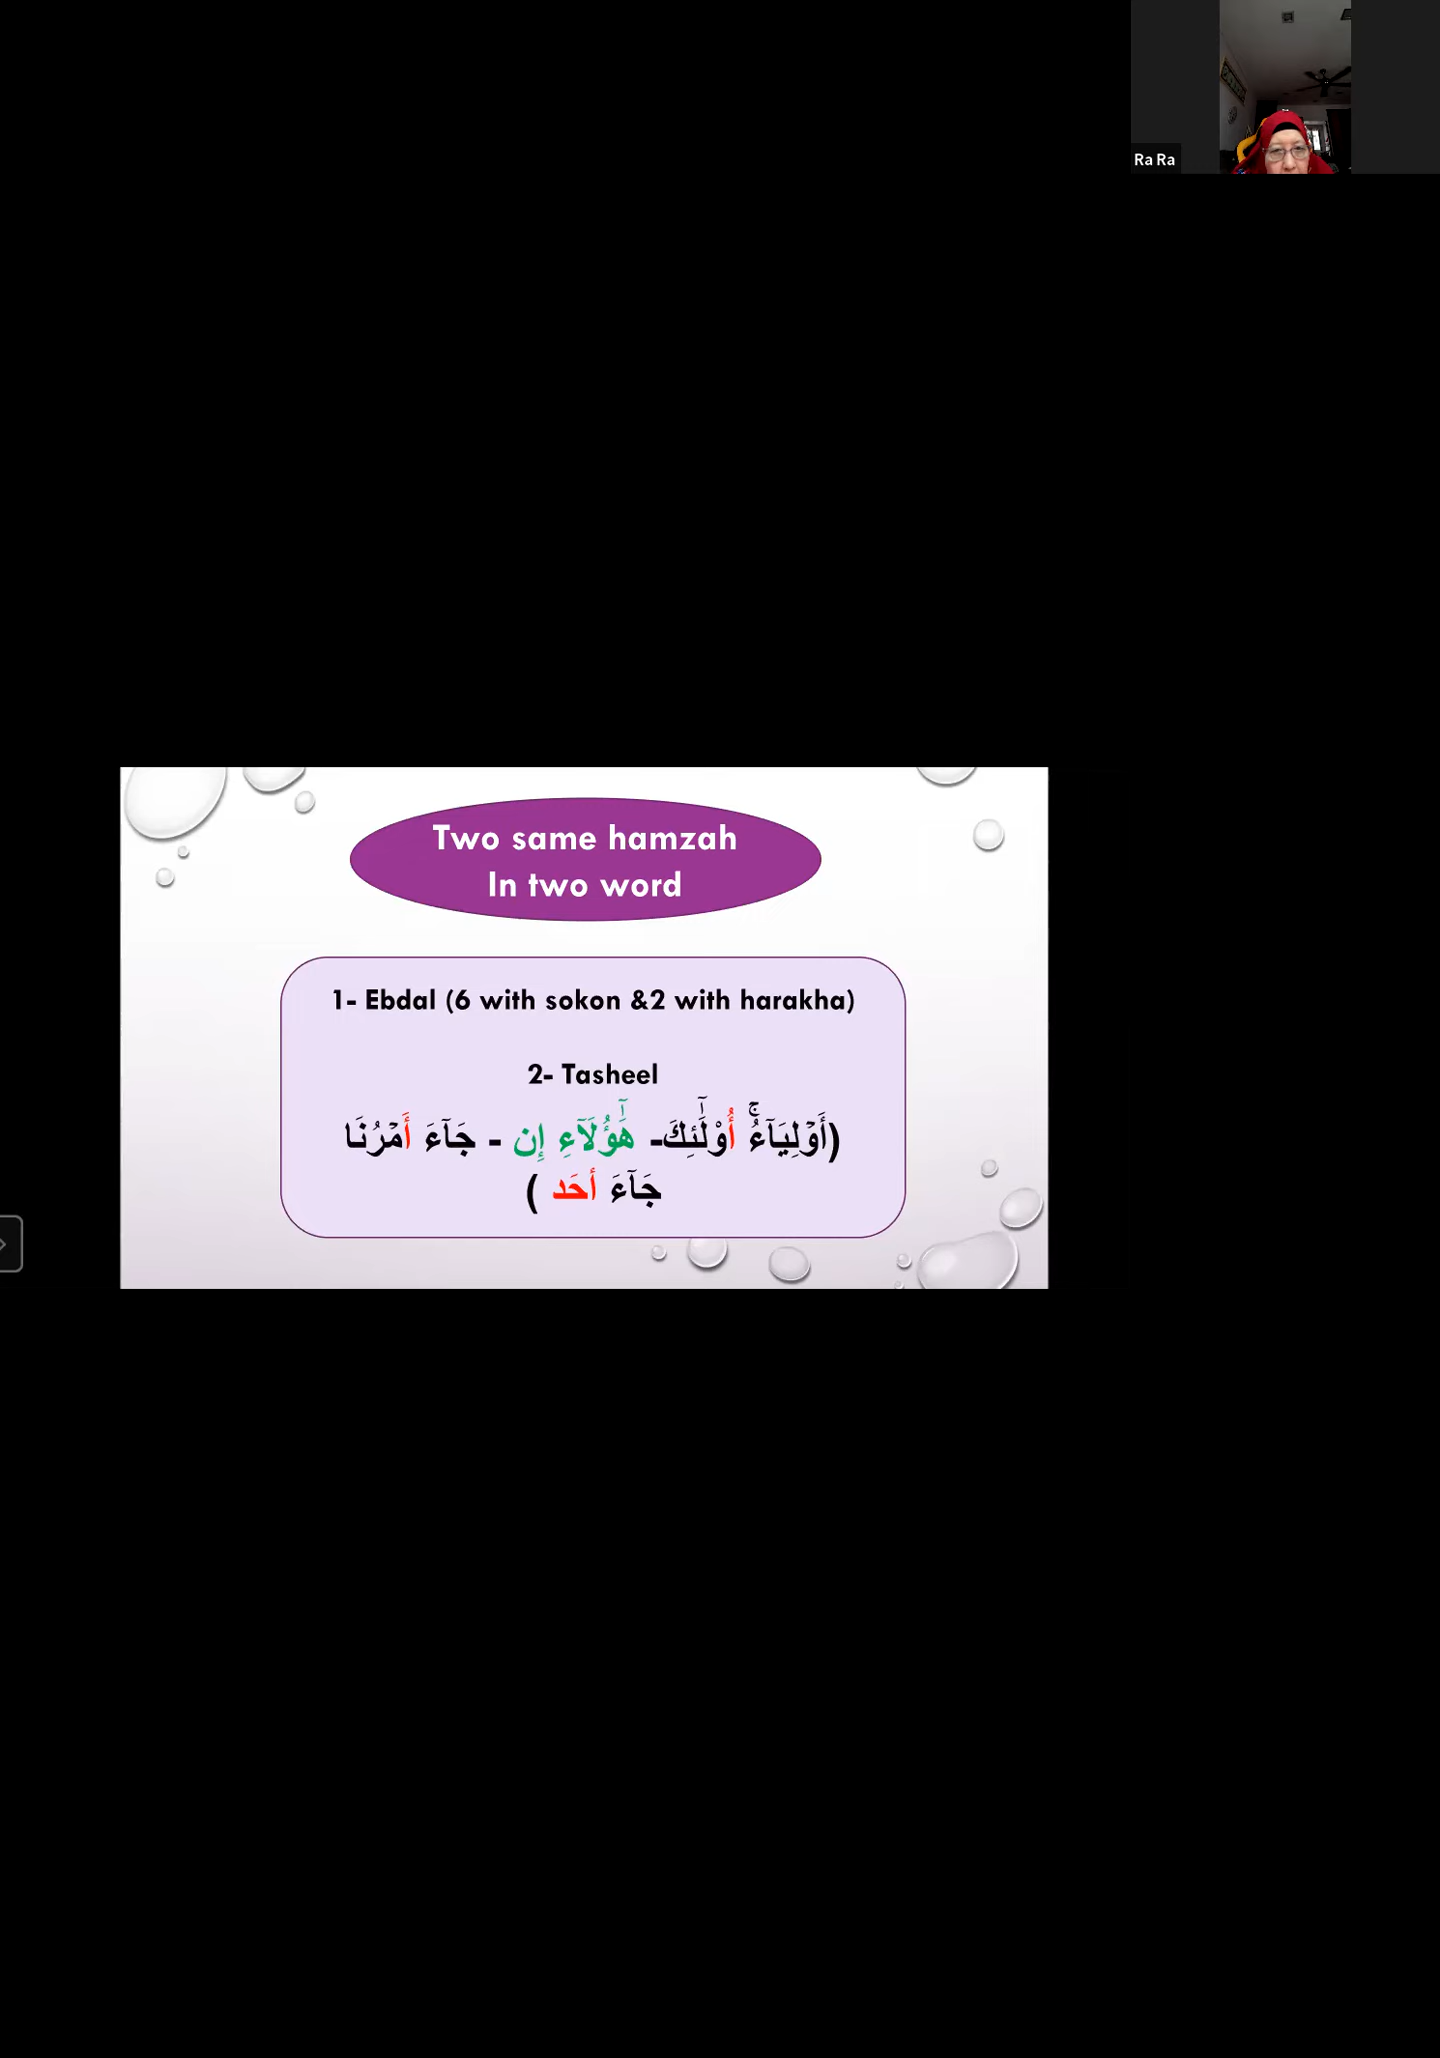 Ra Ra
Two same hamzah
In two word
1- Ebdal (6 with sokon &2 with harakha)
2- Tasheel
(أَوْلِيَآءُۚ أُوْلَٰٓئِكَ- هَٰٓؤُلَآءِ إِن - جَآءَ أَمْرُنَا
جَآءَ أحَد )